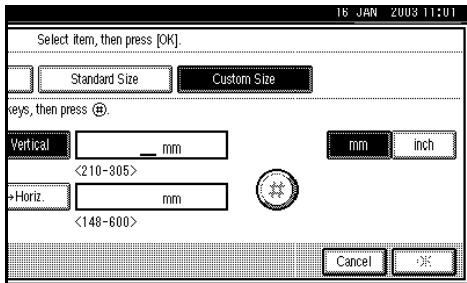 16 JAN 2003 11:01
Select item, then press [OK].
Standard Size Custom Size
keys, then press (#).
Vertical __ mm mm inch
<210-305>
→Horiz. mm #
<148-600>
Cancel OK